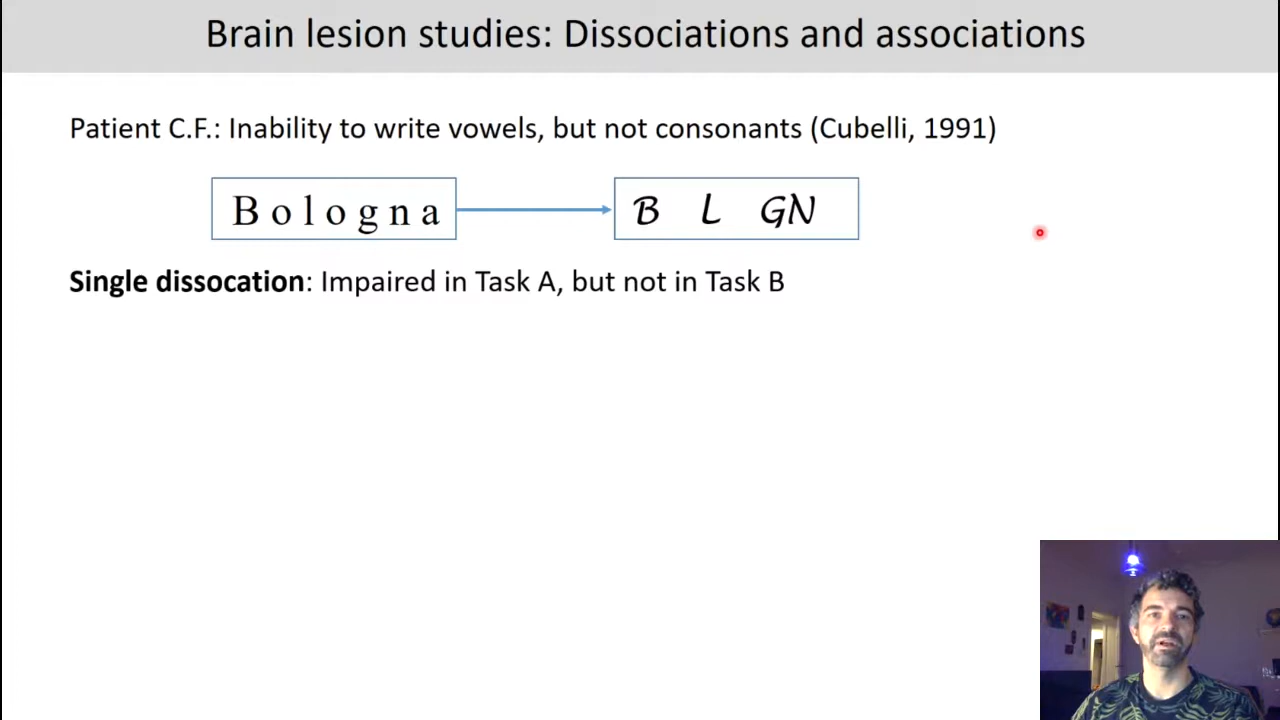 Brain lesion studies: Dissociations and associations
Patient C.F.: Inability to write vowels, but not consonants (Cubelli, 1991)
B o l o g n a
B L GN
Single dissocation: Impaired in Task A, but not in Task B